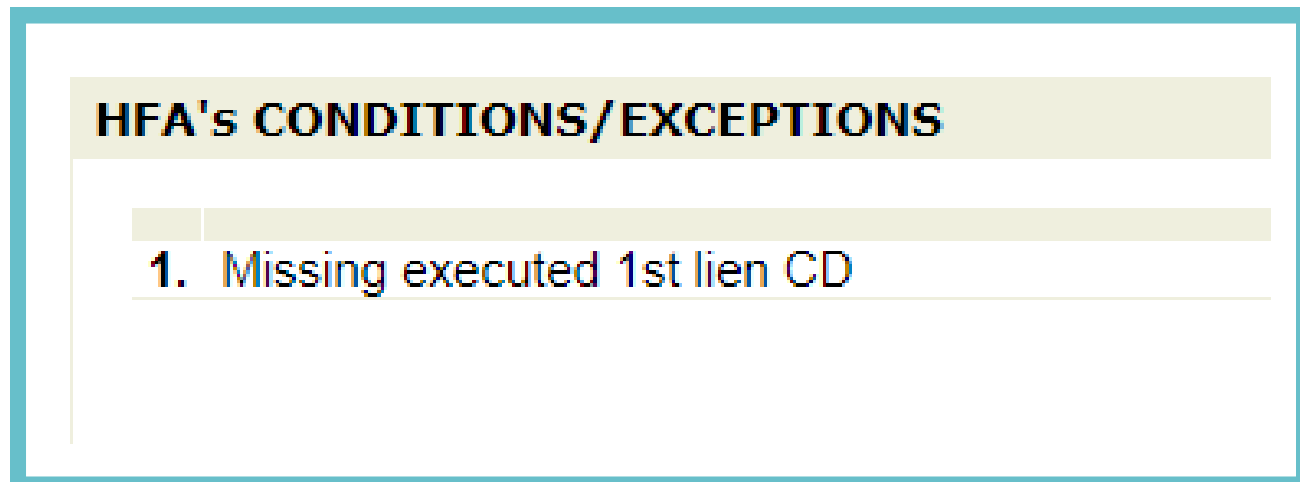 HFA's CONDITIONS/EXCEPTIONS
1. Missing executed 1st lien CD